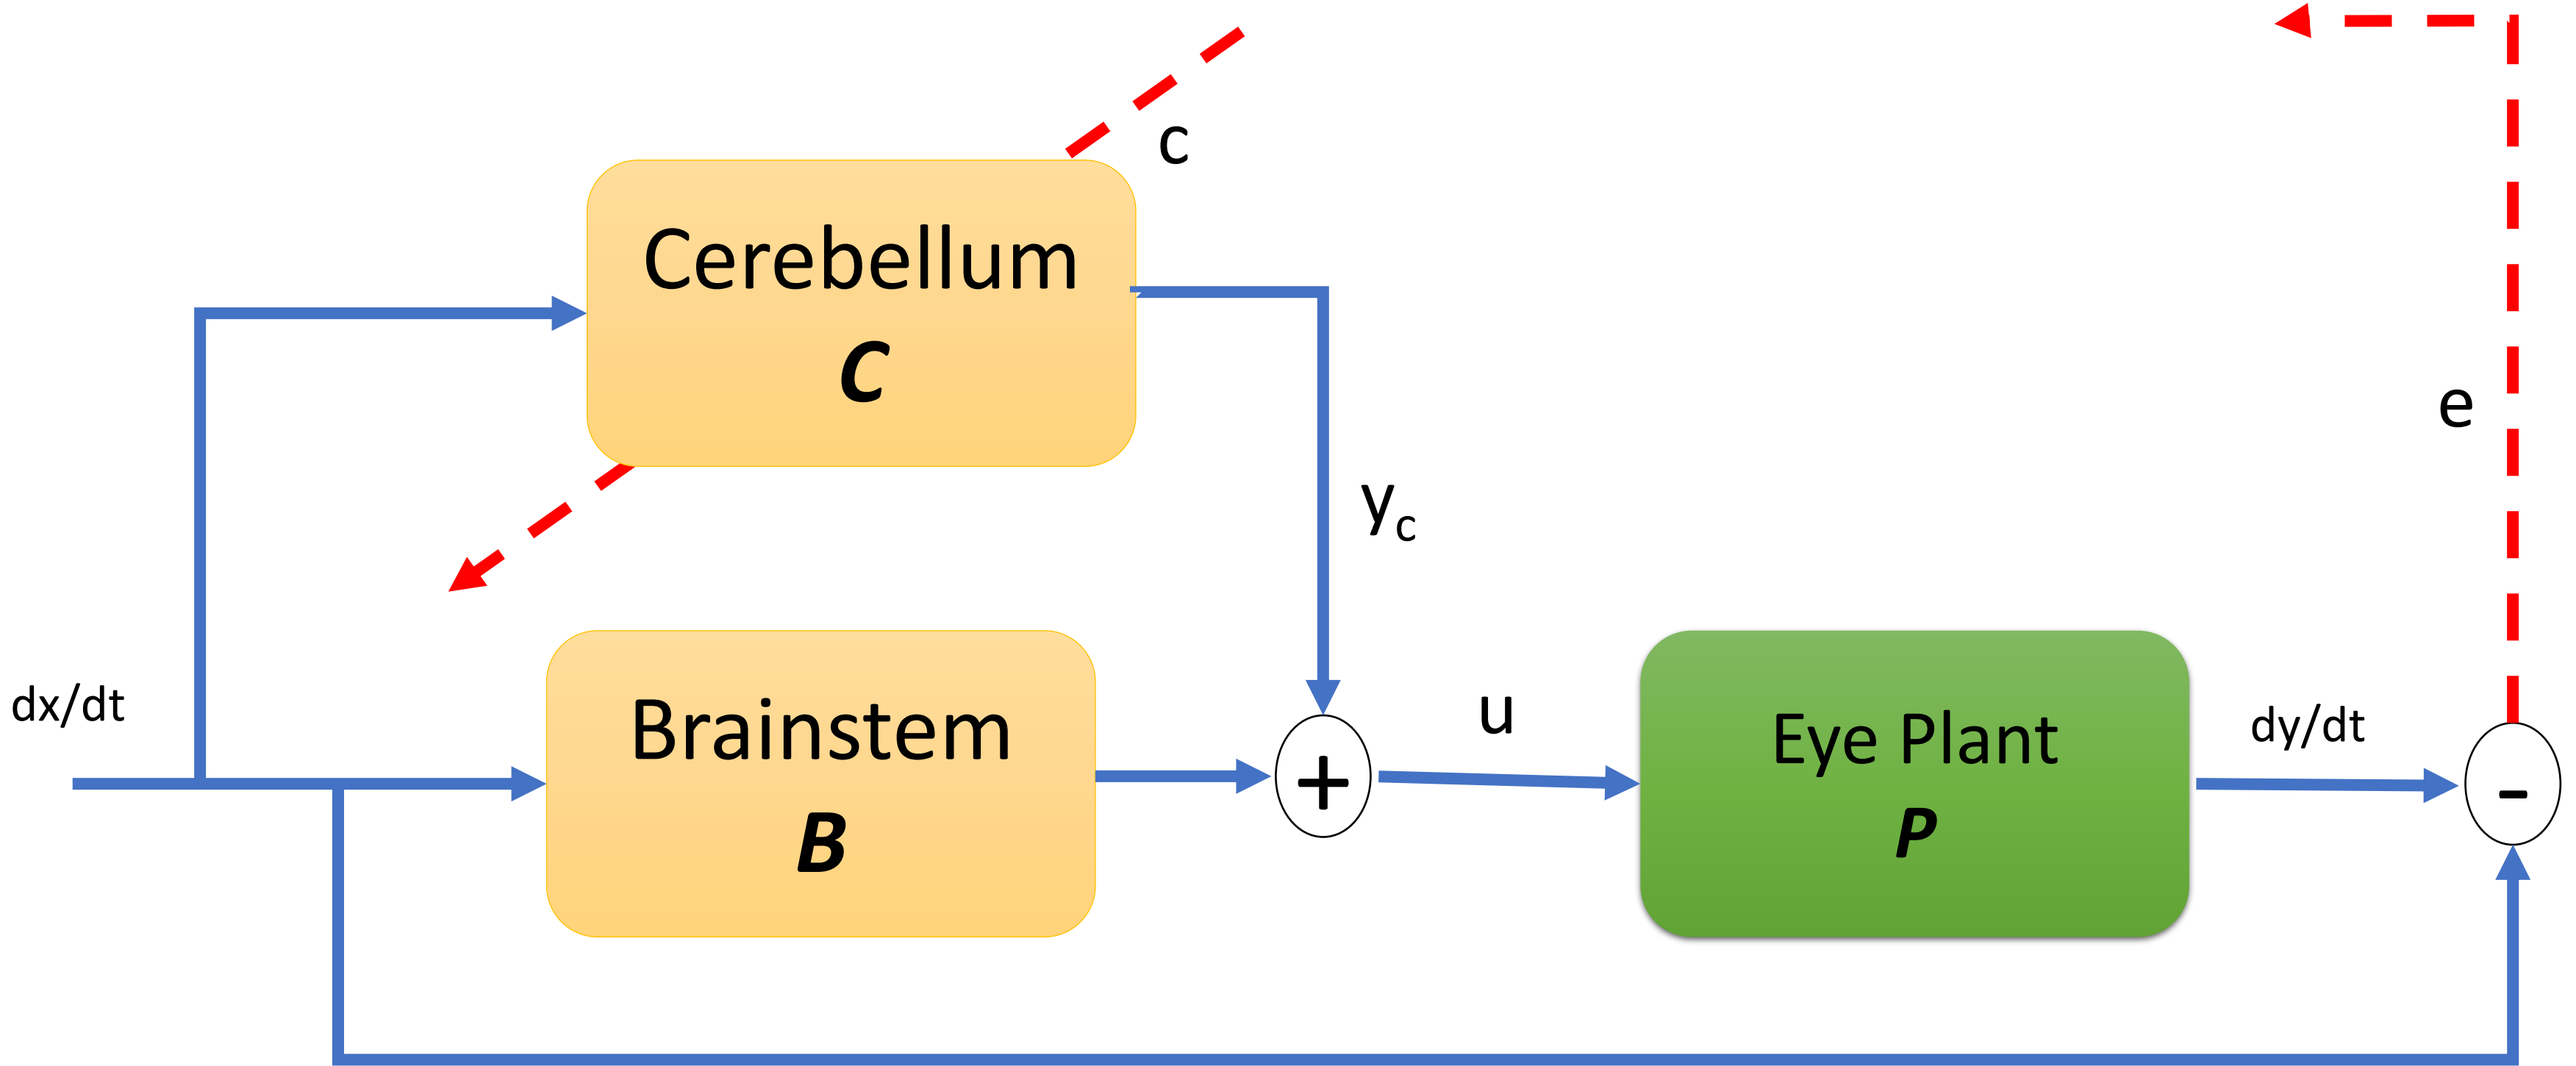 c
Cerebellum
C
e
yc
dx/dt
Brainstem
B
+
u
Eye Plant
P
dy/dt
-